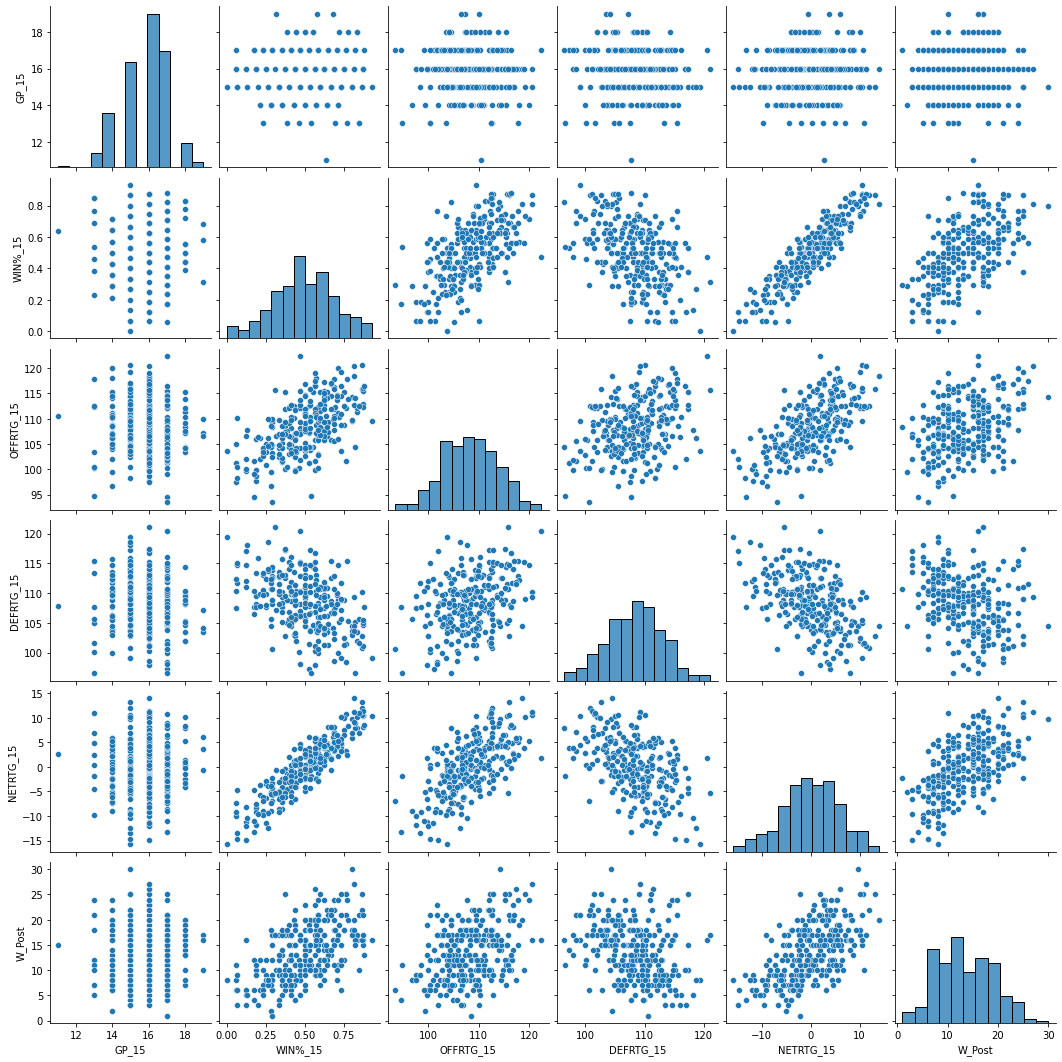 18
16
14
12
GP_15
0.8
0.6
0.4
0.2
0.0
WIN%_15
120
115
110
105
100
95
OFFRTG_15
120
115
110
105
100
DEFRTG_15
15
10
5
0
−5
−10
−15
NETRTG_15
30
25
20
15
10
5
0
W_Post
12 14 16 18
0.00 0.25 0.50 0.75
100 110 120
100 110 120
−10 0 10
0 10 20 30
GP_15 WIN%_15 OFFRTG_15 DEFRTG_15 NETRTG_15 W_Post